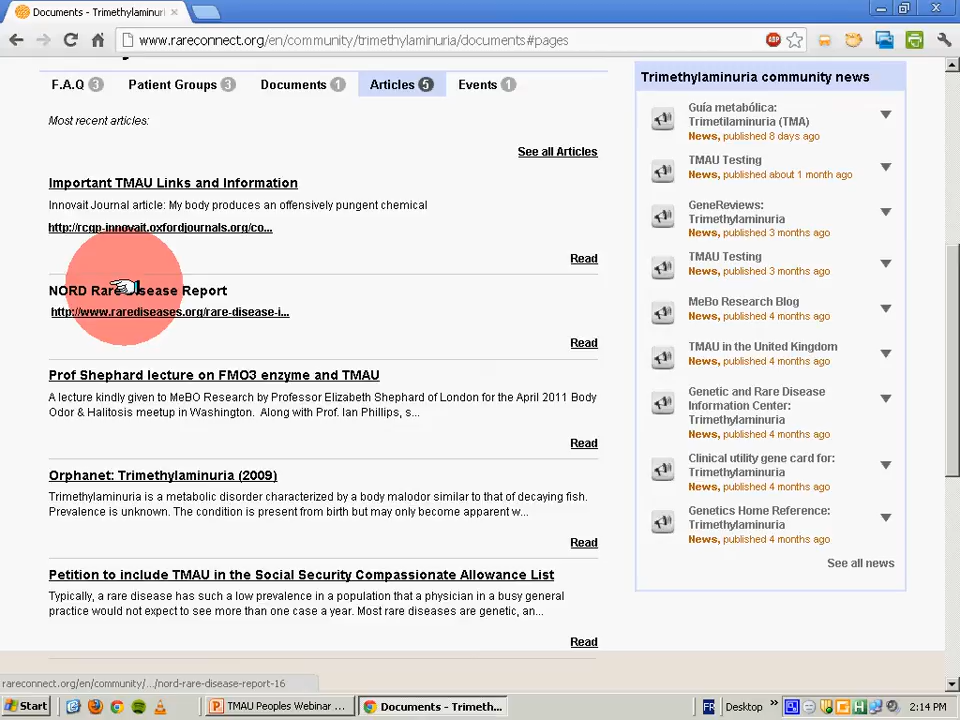 Documents - Trimethylaminuri
www.rareconnect.org/en/community/trimethylaminuria/documents#pages
ABP
F.A.Q 3 Patient Groups 3 Documents 1 Articles 5 Events 1
Most recent articles:
See all Articles
Important TMAU Links and Information
Innovait Journal article: My body produces an offensively pungent chemical
http://rcgp-innovait.oxfordjournals.org/co...
Read
NORD Rare Disease Report
http://www.rarediseases.org/rare-disease-i...
Read
Prof Shephard lecture on FMO3 enzyme and TMAU
A lecture kindly given to MeBO Research by Professor Elizabeth Shephard of London for the April 2011 Body
Odor & Halitosis meetup in Washington. Along with Prof. Ian Phillips, s...
Read
Orphanet: Trimethylaminuria (2009)
Trimethylaminuria is a metabolic disorder characterized by a body malodor similar to that of decaying fish.
Prevalence is unknown. The condition is present from birth but may only become apparent w...
Read
Petition to include TMAU in the Social Security Compassionate Allowance List
Typically, a rare disease has such a low prevalence in a population that a physician in a busy general
practice would not expect to see more than one case a year. Most rare diseases are genetic, an...
Read
Trimethylaminuria community news
Guía metabólica:
Trimetilaminuria (TMA)
News, published 8 days ago
TMAU Testing
News, published about 1 month ago
GeneReviews:
Trimethylaminuria
News, published 3 months ago
TMAU Testing
News, published 3 months ago
MeBo Research Blog
News, published 4 months ago
TMAU in the United Kingdom
News, published 4 months ago
Genetic and Rare Disease
Information Center:
Trimethylaminuria
News, published 4 months ago
Clinical utility gene card for:
Trimethylaminuria
News, published 4 months ago
Genetics Home Reference:
Trimethylaminuria
News, published 4 months ago
See all news
rareconnect.org/en/community/.../nord-rare-disease-report-16
Start TMAU Peoples Webinar ... Documents - Trimeth... FR Desktop » 2:14 PM